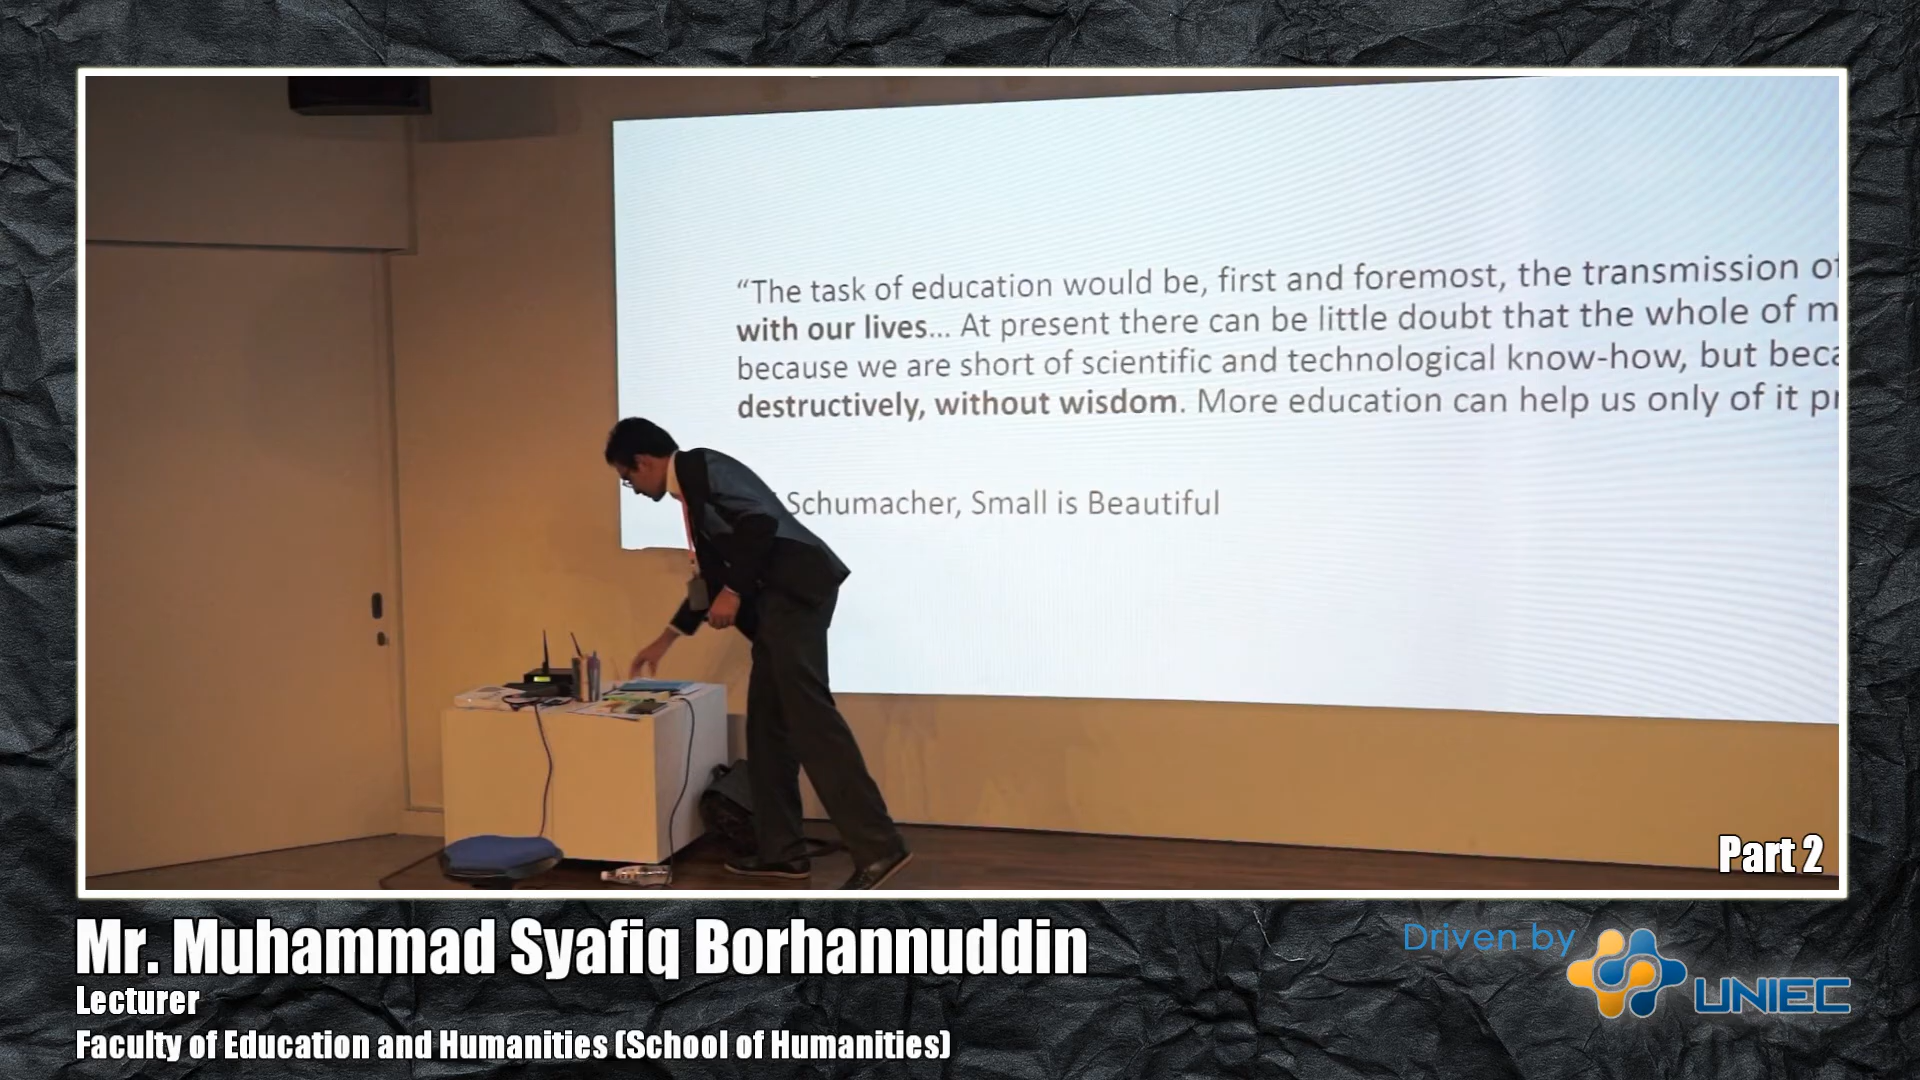 “The task of education would be, first and foremost, the transmission of
with our lives... At present there can be little doubt that the whole of
because we are short of scientific and technological know-how, but
destructively, without wisdom. More education can help us only of it
Schumacher, Small is Beautiful
Part 2
Mr. Muhammad Syafiq Borhannuddin
Lecturer
Faculty of Education and Humanities (School of Humanities)
Driven by
UNIEC